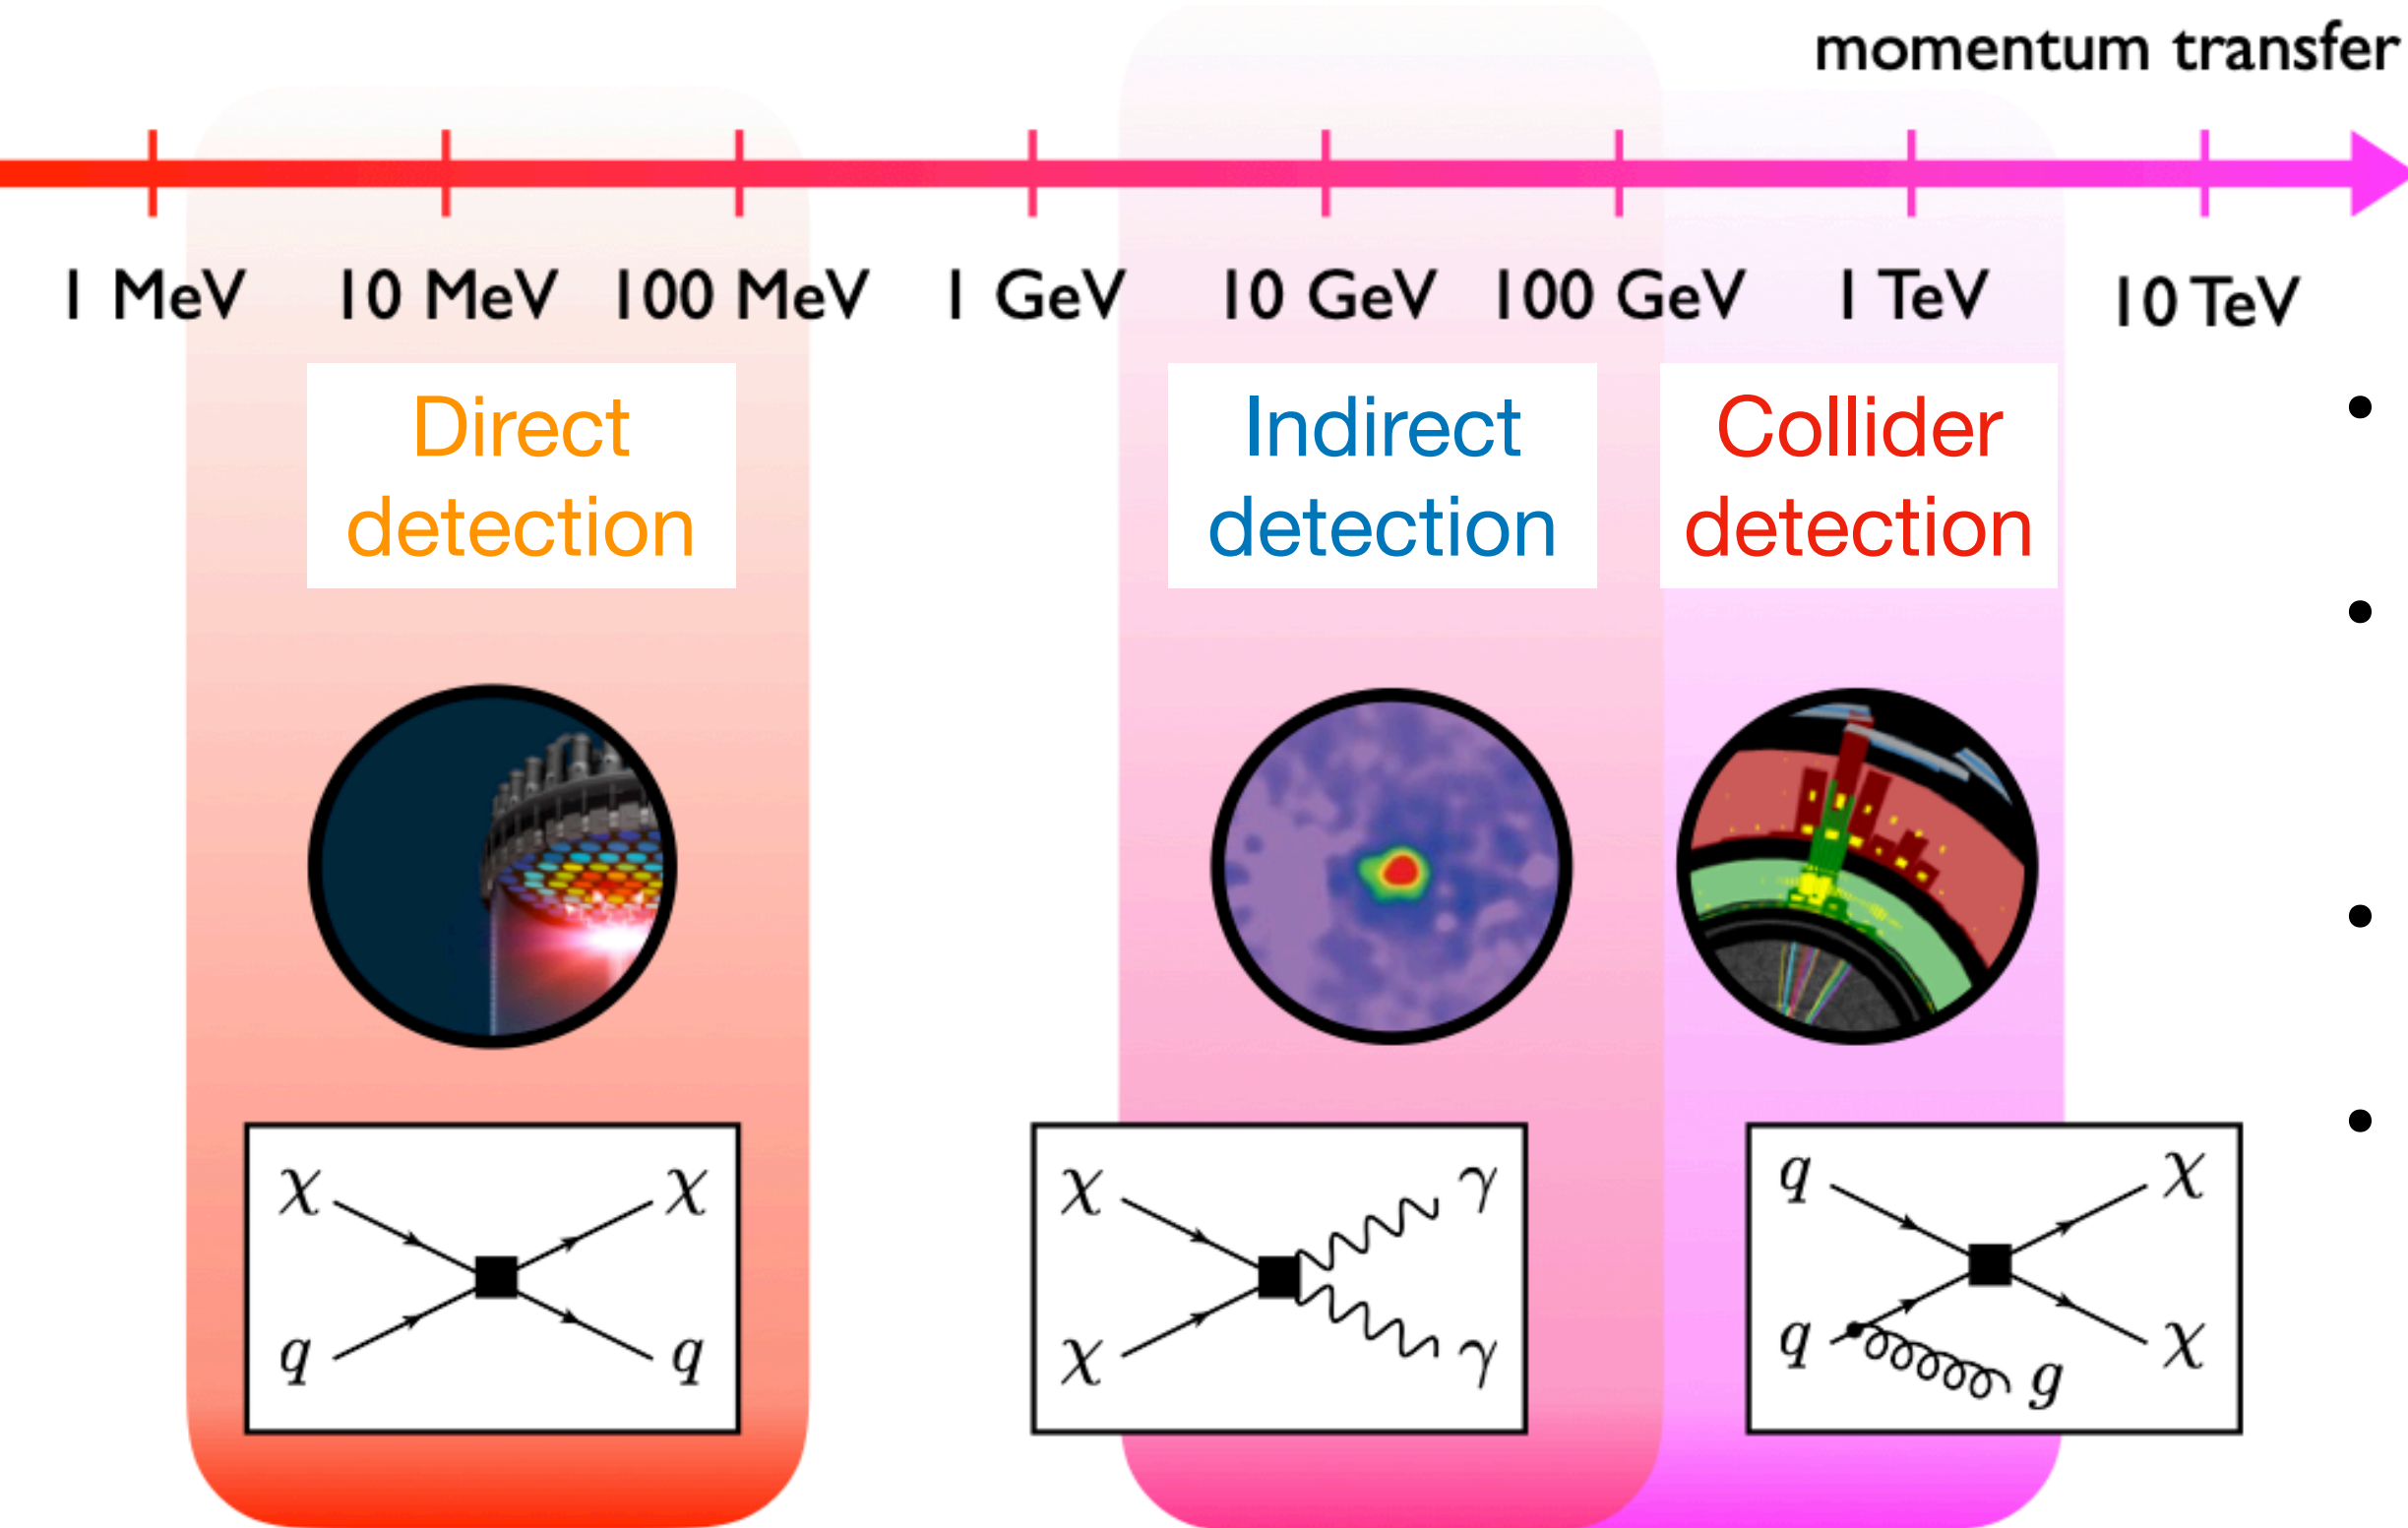 momentum transfer
1 MeV 10 MeV 100 MeV 1 GeV 10 GeV 100 GeV 1 TeV 10 TeV
Direct
detection
Indirect
detection
Collider
detection
•
•
•
•
χ χ
q q
χ γ
χ γ
q χ
q g χ